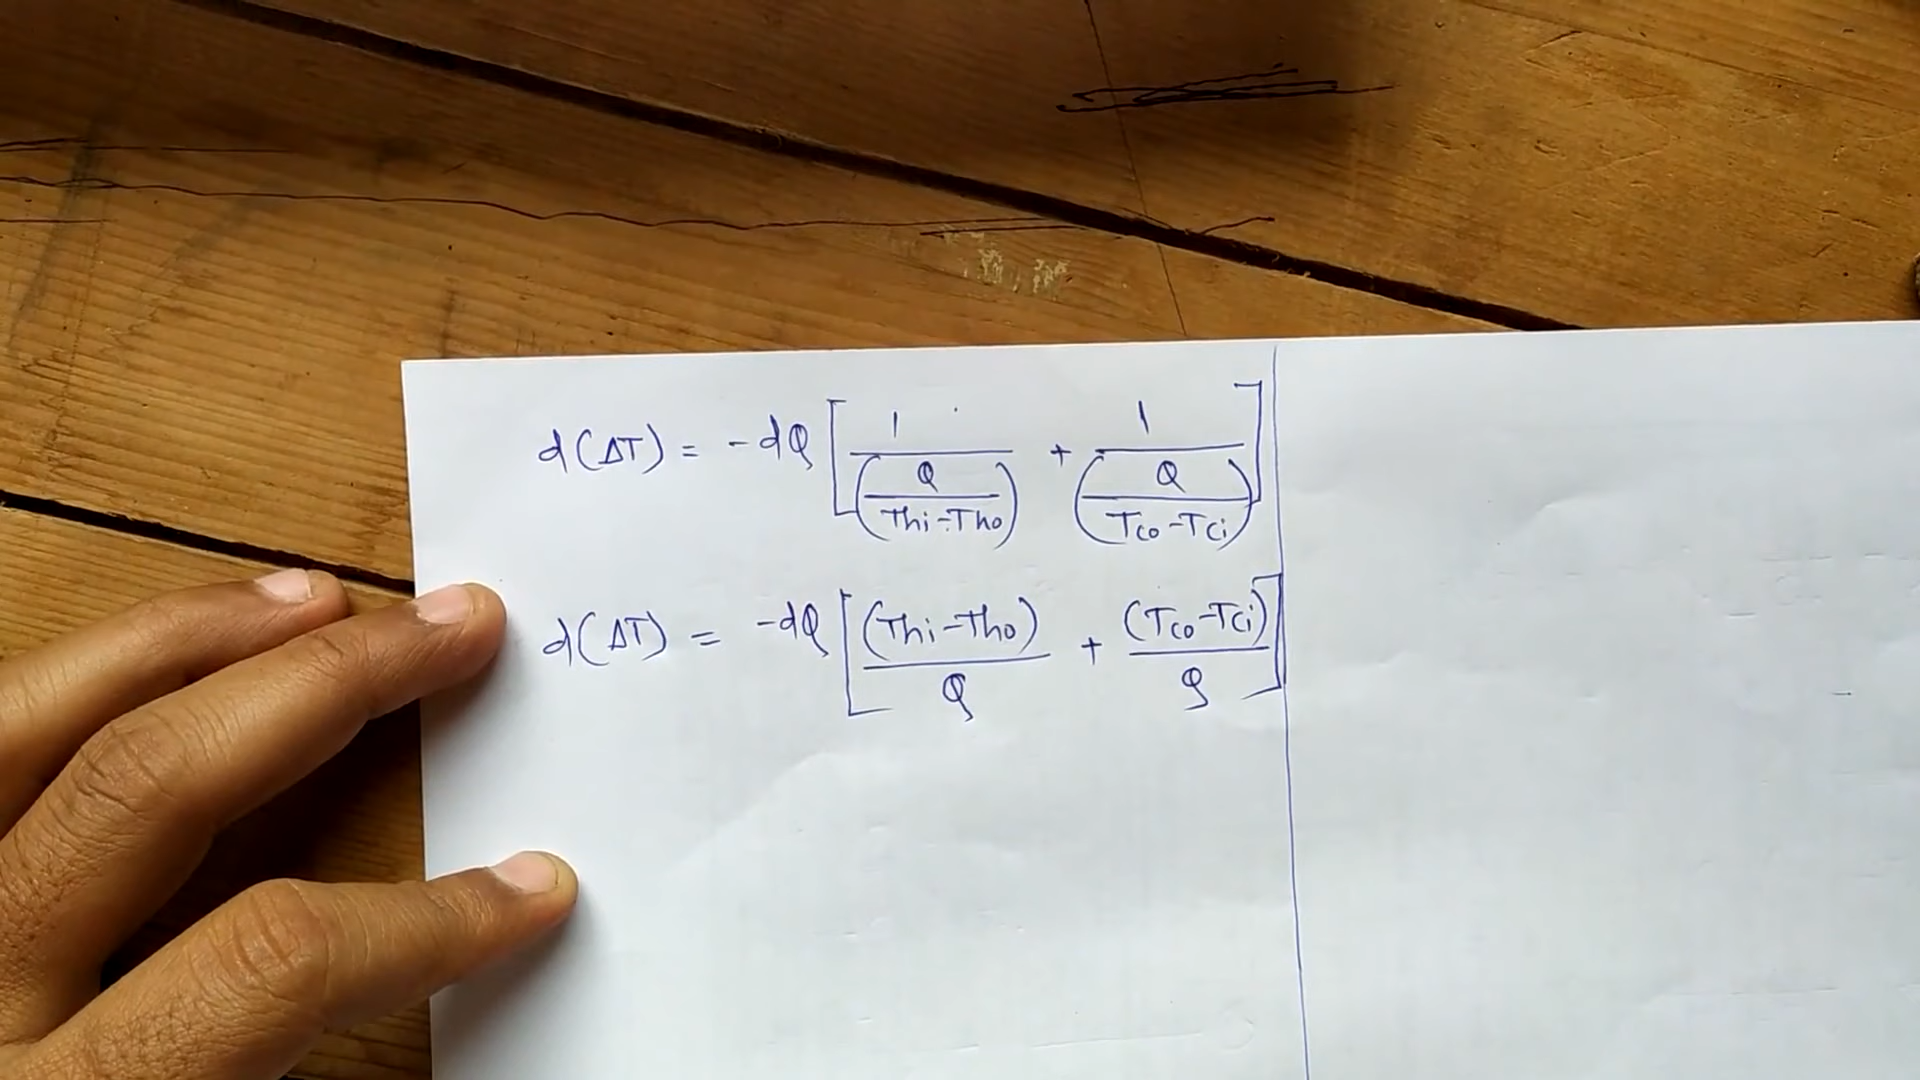 d(ΔT) = -dQ [ 1/(Q/(Thi-Tho)) + 1/(Q/(Tco-Tci)) ]
d(ΔT) = -dQ [ (Thi-Tho)/Q + (Tco-Tci)/Q ]